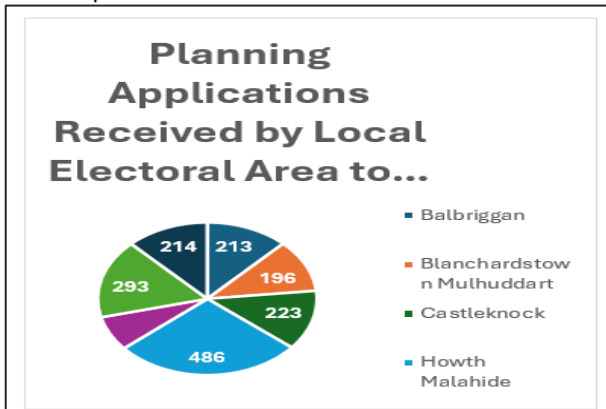 Planning
Applications
Received by Local
Electoral Area to...
214
213
196
293
223
486
Balbriggan
Blanchardstow
n Mulhuddart
Castleknock
Howth
Malahide